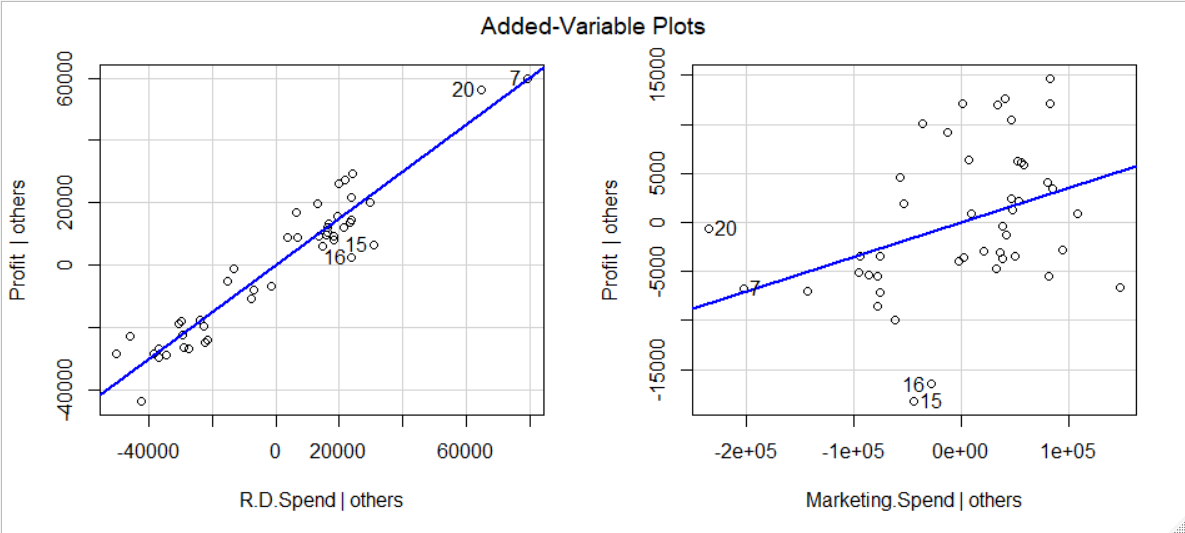 Added-Variable Plots
Profit | others
60000
20000
0
-40000
7
20
15
16
-40000
0
20000
60000
R.D.Spend | others
Profit | others
15000
5000
0
-5000
-15000
20
7
16
15
-2e+05
-1e+05
0e+00
1e+05
Marketing.Spend | others